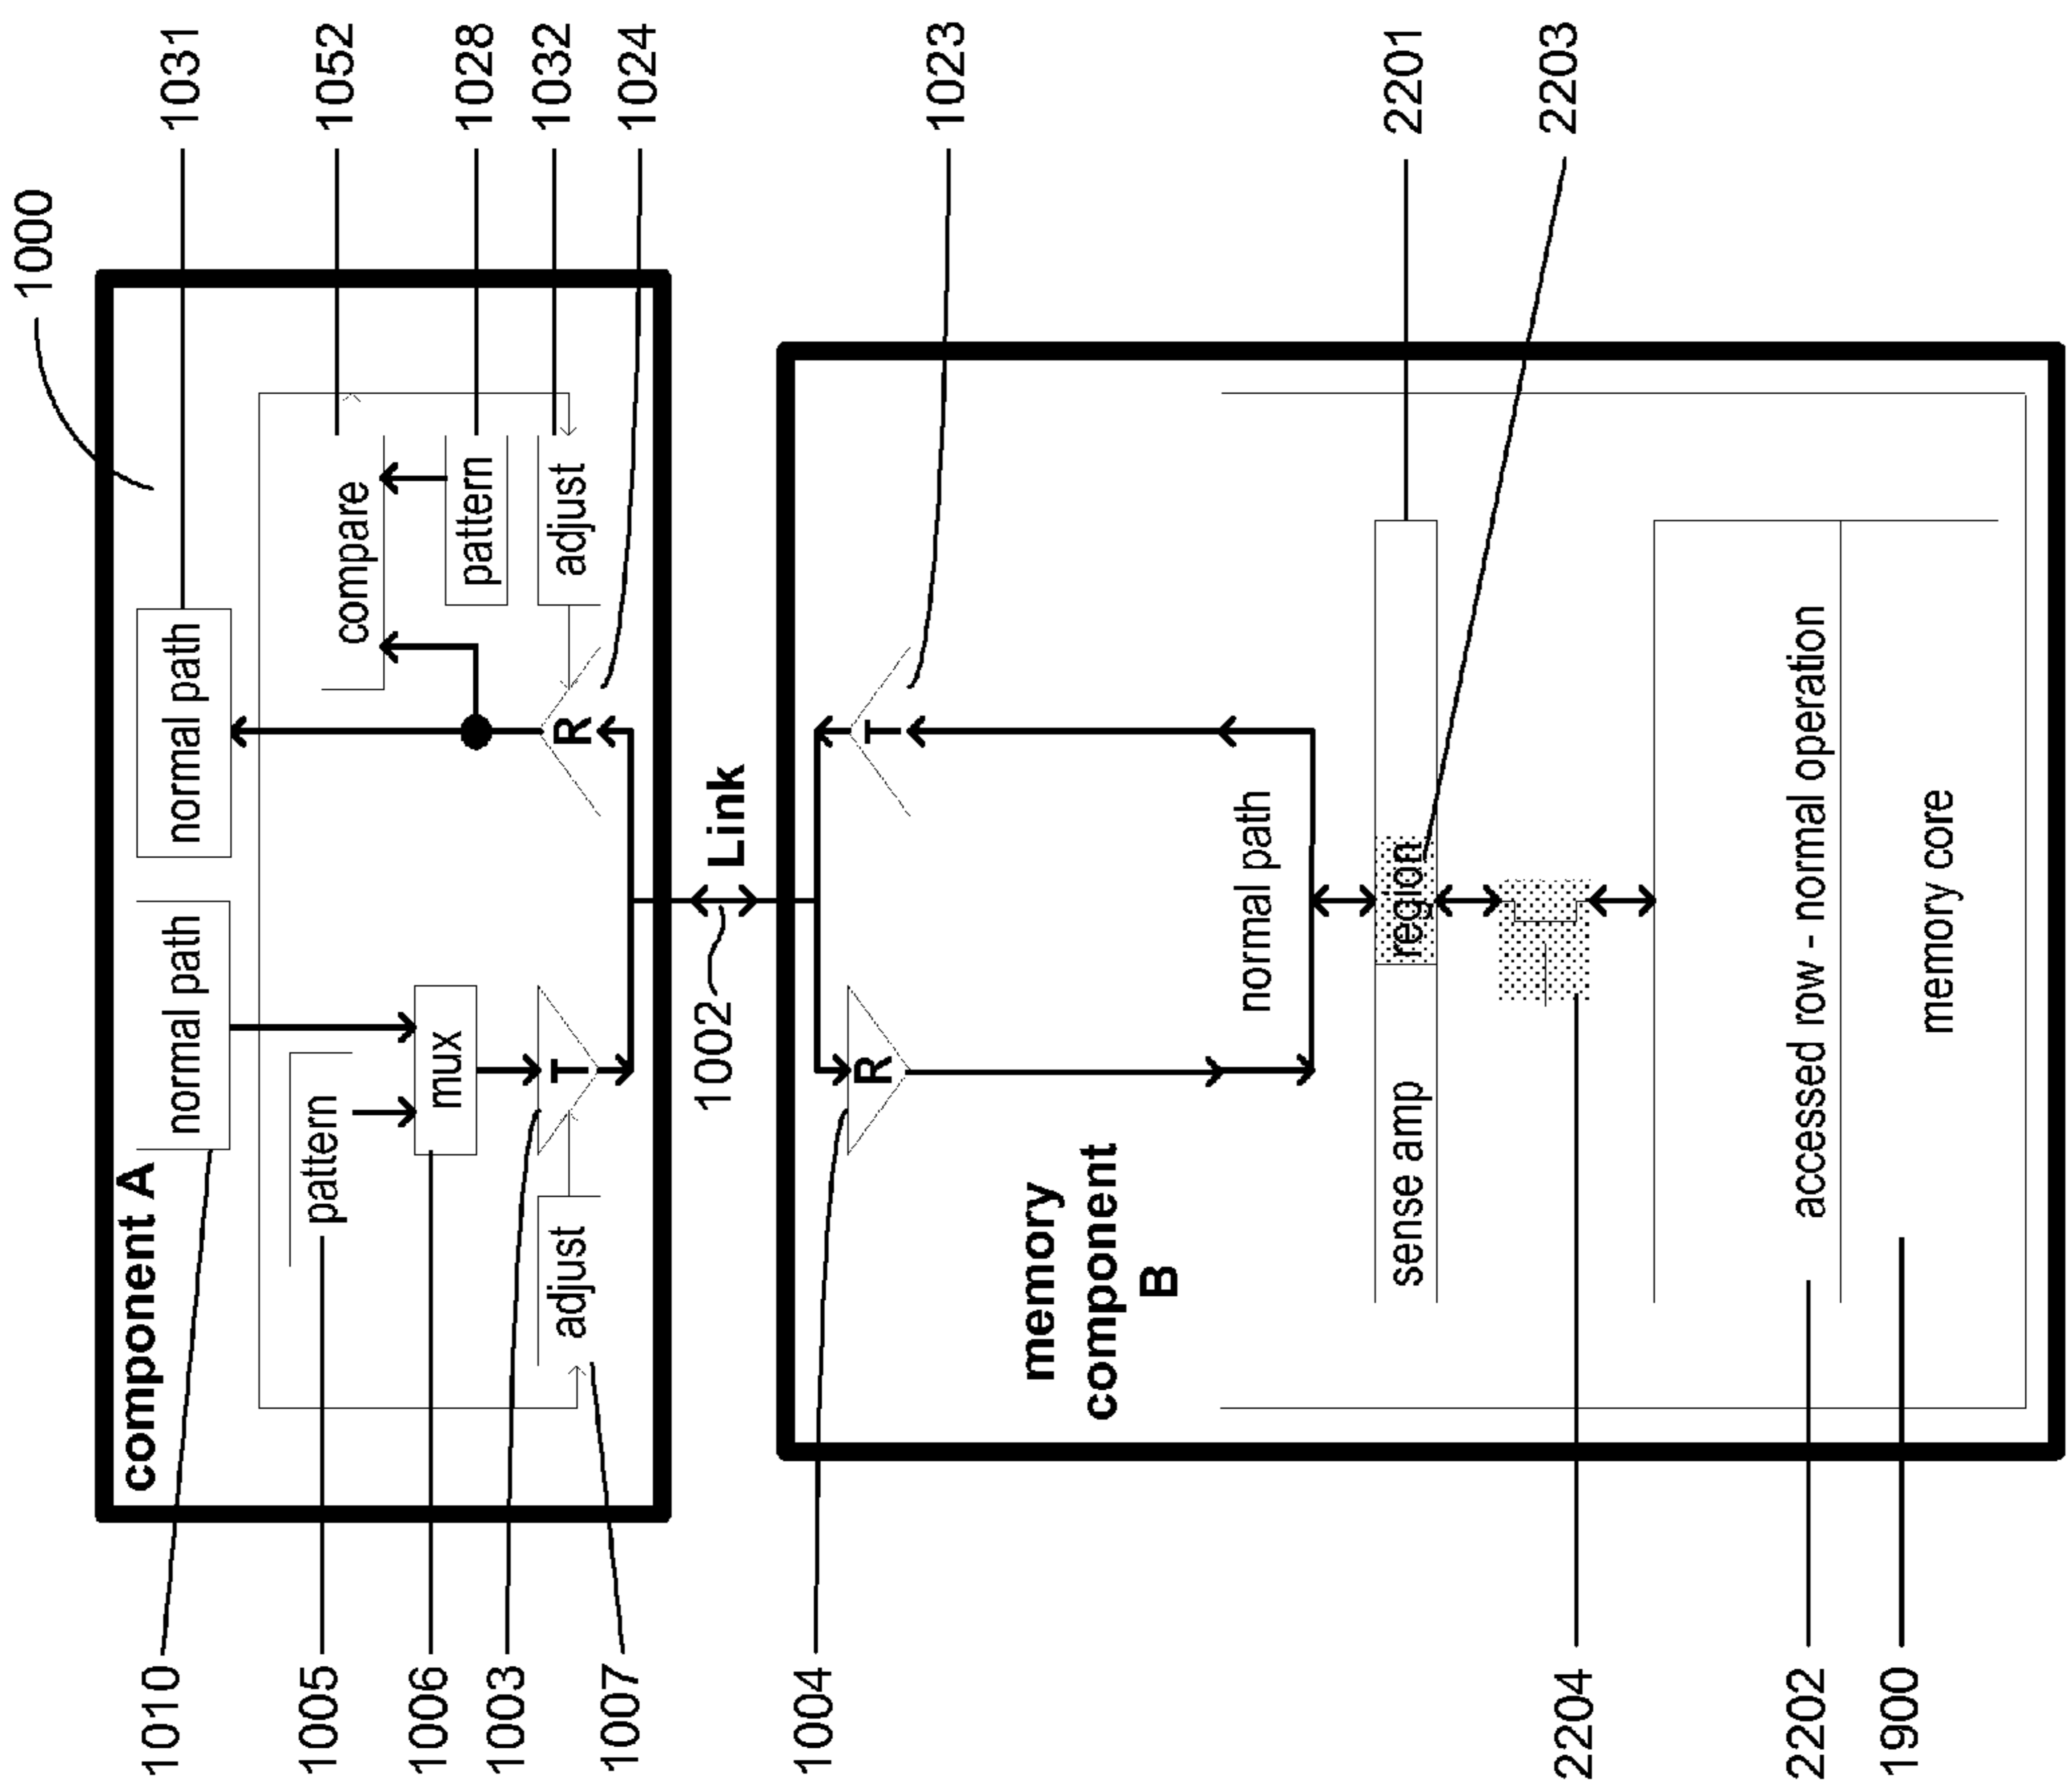 1000
component A
1010
normal path
normal path
1031
1005
pattern
compare
1052
1006
mux
pattern
1028
1003
T
R
adjust
1032
1007
adjust
1024
1002
Link
1004
R
T
1023
memory
component
B
normal path
sense amp
region
2201
2203
2204
2202
accessed row - normal operation
1900
memory core